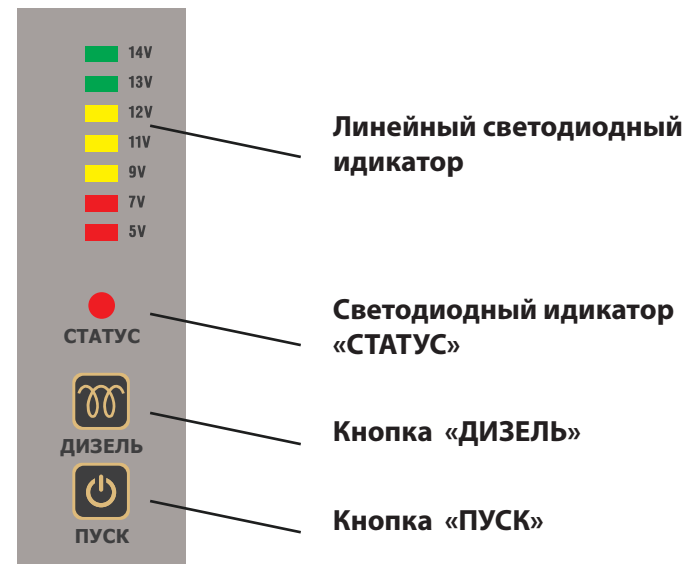 14V
13V
12V
11V
9V
7V
5V
Линейный светодиодный
идикатор
СТАТУС
Светодиодный идикатор
«СТАТУС»
ДИЗЕЛЬ
Кнопка «ДИЗЕЛЬ»
ПУСК
Кнопка «ПУСК»